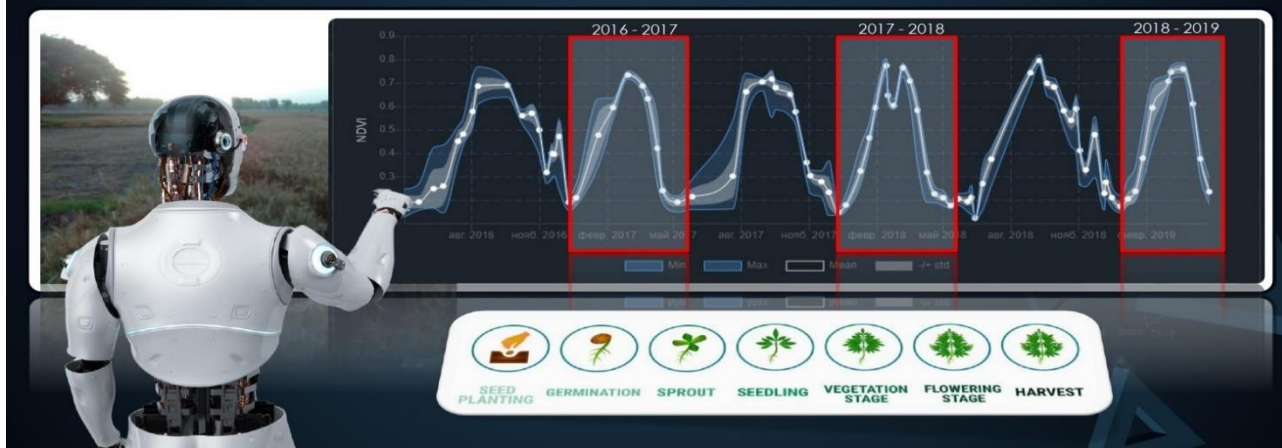 2016 - 2017
2017 - 2018
2018 - 2019
0.9
0.8
0.7
0.6
0.5
0.4
0.3
NDVI
авг. 2016 нояб. 2016 февр. 2017 май 2017 авг. 2017 нояб. 2017 февр. 2018 май 2018 авг. 2018 нояб. 2018 февр. 2019
Min Max Mean -/+ std
SEED PLANTING
GERMINATION
SPROUT
SEEDLING
VEGETATION STAGE
FLOWERING STAGE
HARVEST